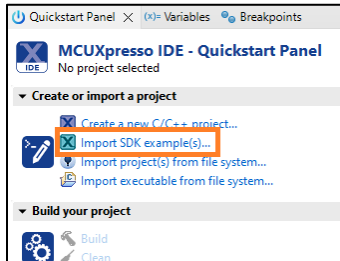 Quickstart Panel (x)= Variables Breakpoints
IDE
MCUXpresso IDE - Quickstart Panel
No project selected
Create or import a project
Create a new C/C++ project...
Import SDK example(s)...
Import project(s) from file system...
Import executable from file system...
Build your project
Build
Clean